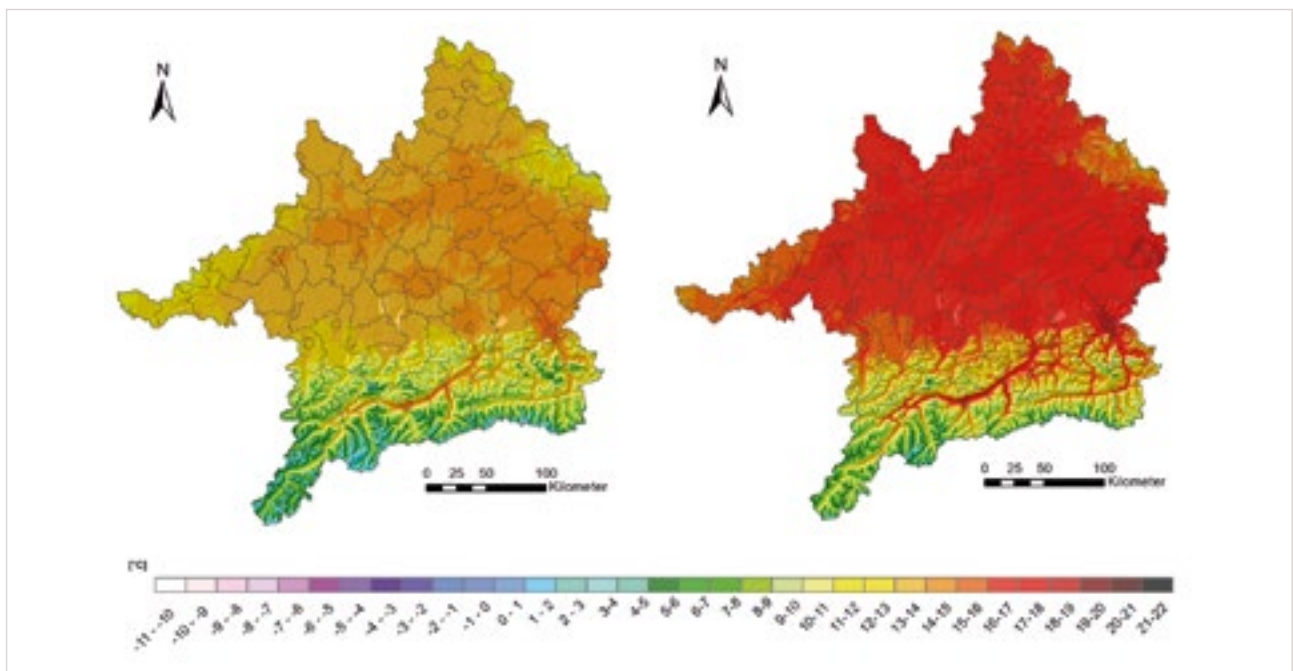 N
N
0 25 50 100
Kilometer
0 25 50 100
Kilometer
[°C]
-11 - -10
-10 - -9
-9 - -8
-8 - -7
-7 - -6
-6 - -5
-5 - -4
-4 - -3
-3 - -2
-2 - -1
-1 - 0
0 - 1
1 - 2
2 - 3
3-4
4-5
5-6
6-7
7-8
8-9
9-10
10-11
11-12
12-13
13-14
14-15
15-16
16-17
17-18
18-19
19-20
20-21
21-22